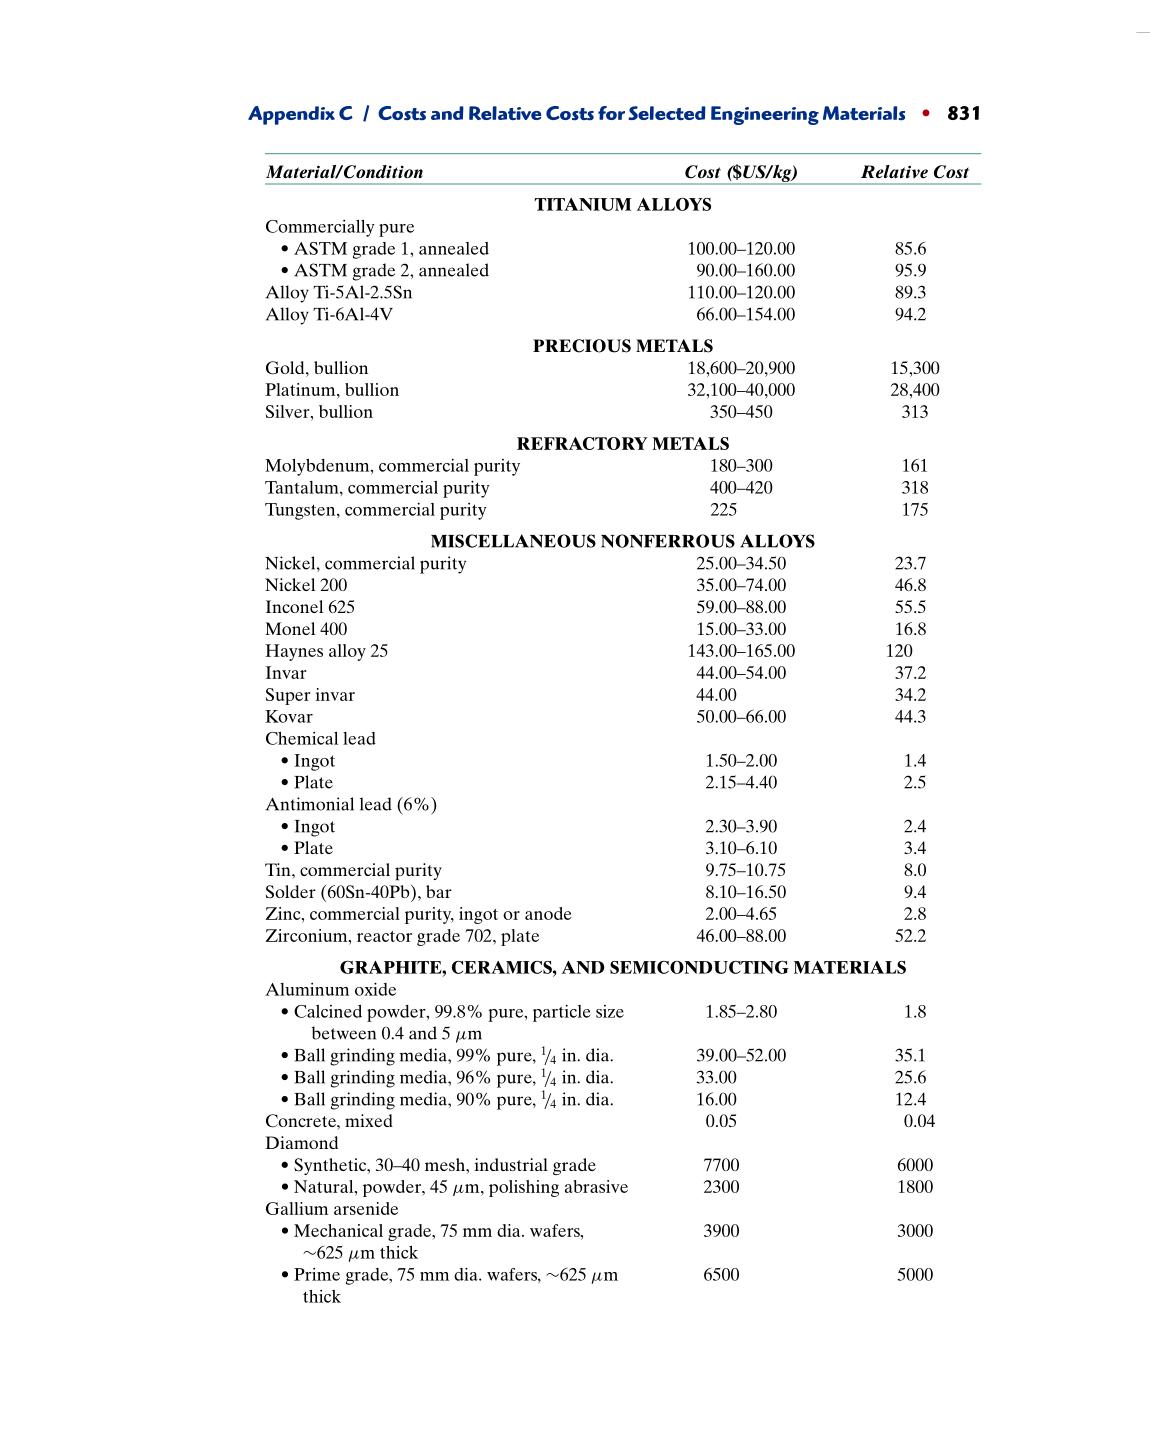 Appendix C / Costs and Relative Costs for Selected Engineering Materials • 831
Material/Condition Cost ($US/kg) Relative Cost
TITANIUM ALLOYS
Commercially pure
• ASTM grade 1, annealed 100.00–120.00 85.6
• ASTM grade 2, annealed 90.00–160.00 95.9
Alloy Ti-5Al-2.5Sn 110.00–120.00 89.3
Alloy Ti-6Al-4V 66.00–154.00 94.2
PRECIOUS METALS
Gold, bullion 18,600–20,900 15,300
Platinum, bullion 32,100–40,000 28,400
Silver, bullion 350–450 313
REFRACTORY METALS
Molybdenum, commercial purity 180–300 161
Tantalum, commercial purity 400–420 318
Tungsten, commercial purity 225 175
MISCELLANEOUS NONFERROUS ALLOYS
Nickel, commercial purity 25.00–34.50 23.7
Nickel 200 35.00–74.00 46.8
Inconel 625 59.00–88.00 55.5
Monel 400 15.00–33.00 16.8
Haynes alloy 25 143.00–165.00 120
Invar 44.00–54.00 37.2
Super invar 44.00 34.2
Kovar 50.00–66.00 44.3
Chemical lead
• Ingot 1.50–2.00 1.4
• Plate 2.15–4.40 2.5
Antimonial lead (6%)
• Ingot 2.30–3.90 2.4
• Plate 3.10–6.10 3.4
Tin, commercial purity 9.75–10.75 8.0
Solder (60Sn-40Pb), bar 8.10–16.50 9.4
Zinc, commercial purity, ingot or anode 2.00–4.65 2.8
Zirconium, reactor grade 702, plate 46.00–88.00 52.2
GRAPHITE, CERAMICS, AND SEMICONDUCTING MATERIALS
Aluminum oxide
• Calcined powder, 99.8% pure, particle size 1.85–2.80 1.8
between 0.4 and 5 μm
• Ball grinding media, 99% pure, 1/4 in. dia. 39.00–52.00 35.1
• Ball grinding media, 96% pure, 1/4 in. dia. 33.00 25.6
• Ball grinding media, 90% pure, 1/4 in. dia. 16.00 12.4
Concrete, mixed 0.05 0.04
Diamond
• Synthetic, 30–40 mesh, industrial grade 7700 6000
• Natural, powder, 45 μm, polishing abrasive 2300 1800
Gallium arsenide
• Mechanical grade, 75 mm dia. wafers, 3900 3000
~625 μm thick
• Prime grade, 75 mm dia. wafers, ~625 μm 6500 5000
thick